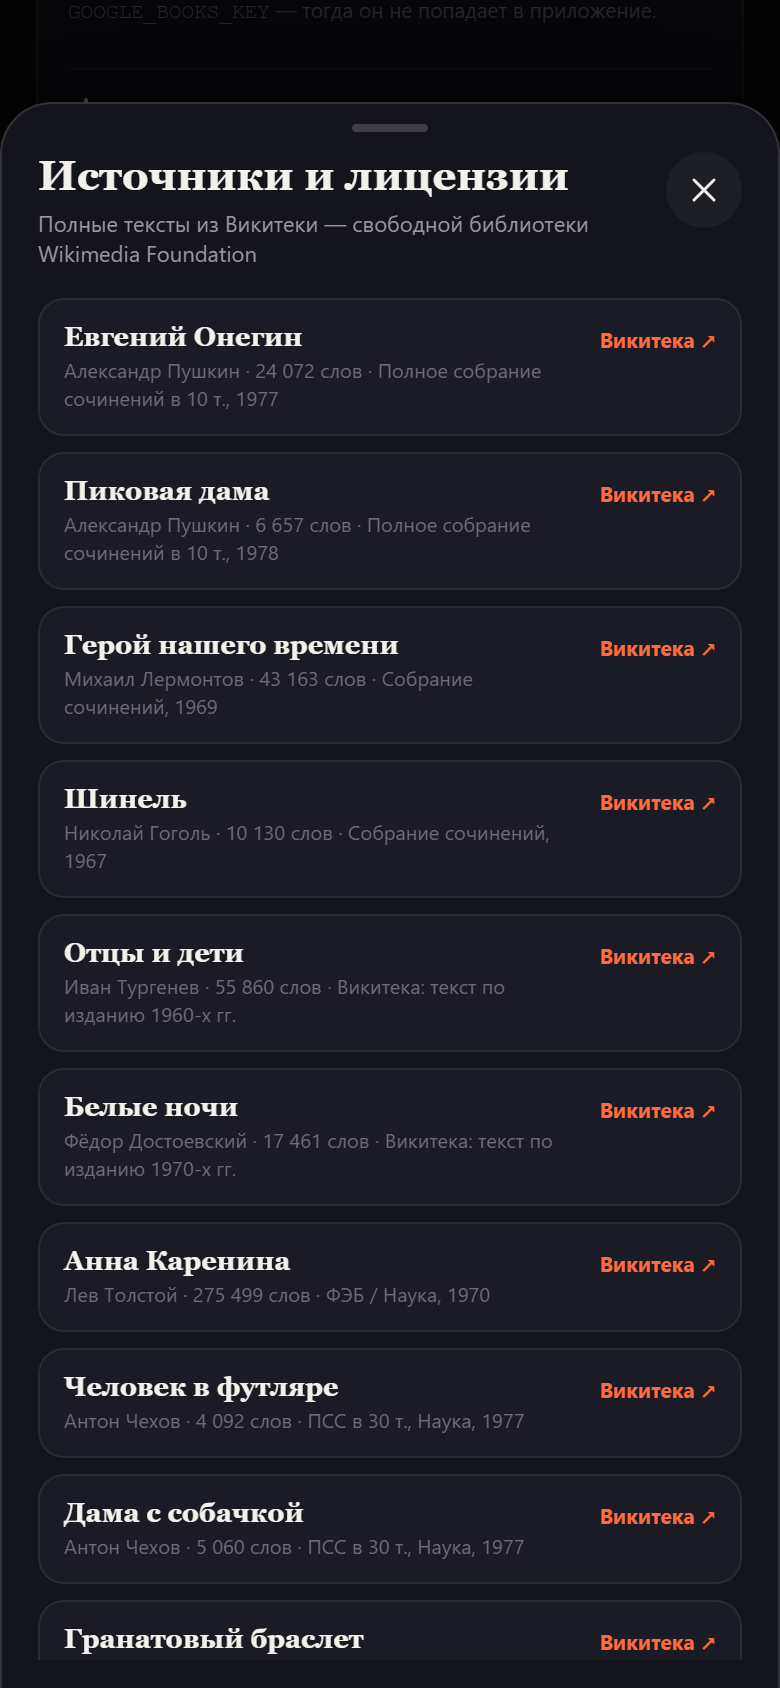 GOOGLE_BOOKS_KEY — тогда он не попадает в приложение.
Источники и лицензии
Полные тексты из Викитеки — свободной библиотеки
Wikimedia Foundation
Евгений Онегин
Викитека ↗
Александр Пушкин · 24 072 слов · Полное собрание
сочинений в 10 т., 1977
Пиковая дама
Викитека ↗
Александр Пушкин · 6 657 слов · Полное собрание
сочинений в 10 т., 1978
Герой нашего времени
Викитека ↗
Михаил Лермонтов · 43 163 слов · Собрание
сочинений, 1969
Шинель
Викитека ↗
Николай Гоголь · 10 130 слов · Собрание сочинений,
1967
Отцы и дети
Викитека ↗
Иван Тургенев · 55 860 слов · Викитека: текст по
изданию 1960-х гг.
Белые ночи
Викитека ↗
Фёдор Достоевский · 17 461 слов · Викитека: текст по
изданию 1970-х гг.
Анна Каренина
Викитека ↗
Лев Толстой · 275 499 слов · ФЭБ / Наука, 1970
Человек в футляре
Викитека ↗
Антон Чехов · 4 092 слов · ПСС в 30 т., Наука, 1977
Дама с собачкой
Викитека ↗
Антон Чехов · 5 060 слов · ПСС в 30 т., Наука, 1977
Гранатовый браслет
Викитека ↗